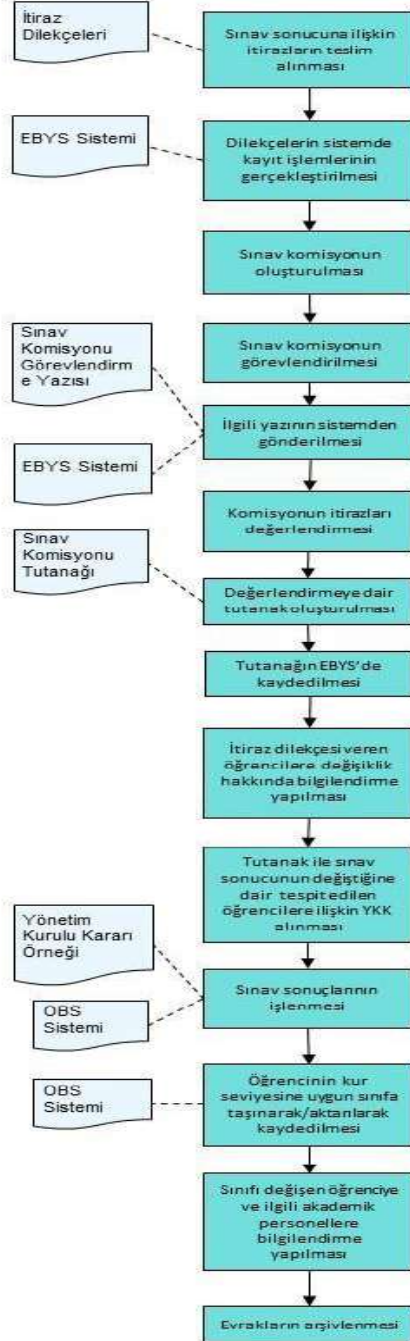 İtiraz
Dilekçeleri
Sınav sonucuna ilişkin
itirazların teslim
alınması
EBYS Sistemi
Dilekçelerin sistemde
kayıt işlemlerinin
gerçekleştirilmesi
Sınav komisyonun
oluşturulması
Sınav
Komisyonu
Görevlendirm
e Yazısı
Sınav komisyonun
görevlendirilmesi
İlgili yazının sistemden
gönderilmesi
EBYS Sistemi
Komisyonun itirazları
değerlendirmesi
Sınav
Komisyonu
Tutanağı
Değerlendirmeye dair
tutanak oluşturulması
Tutanağın EBYS'de
kaydedilmesi
İtiraz dilekçesi veren
öğrencilere değişiklik
hakkında bilgilendirme
yapılması
Tutanak ile sınav
sonucunun değiştiğine
dair tespit edilen
öğrencilere ilişkin YKK
alınması
Yönetim
Kurulu Kararı
Örneği
Sınav sonuçlarının
işlenmesi
OBS
Sistemi
OBS
Sistemi
Öğrencinin kur
seviyesine uygun sınıfa
taşınarak/aktarılarak
kaydedilmesi
Sınıfı değişen öğrenciye
ve ilgili akademik
personellere
bilgilendirme
yapılması
Evrakların arşivlenmesi